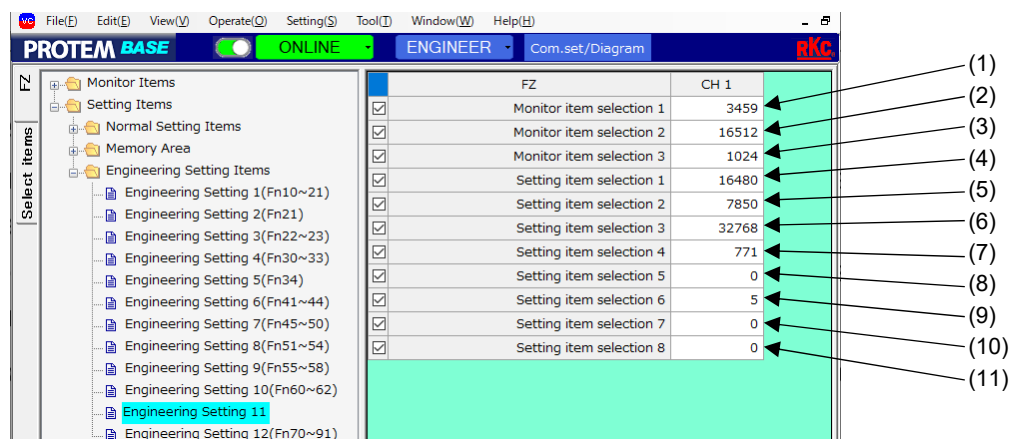 VC File(F) Edit(E) View(V) Operate(O) Setting(S) Tool(T) Window(W) Help(H)
PROTEM BASE ONLINE ENGINEER Com.set/Diagram RKC.
FZ
Select items
Monitor Items
Setting Items
Normal Setting Items
Memory Area
Engineering Setting Items
Engineering Setting 1(Fn10~21)
Engineering Setting 2(Fn21)
Engineering Setting 3(Fn22~23)
Engineering Setting 4(Fn30~33)
Engineering Setting 5(Fn34)
Engineering Setting 6(Fn41~44)
Engineering Setting 7(Fn45~50)
Engineering Setting 8(Fn51~54)
Engineering Setting 9(Fn55~58)
Engineering Setting 10(Fn60~62)
Engineering Setting 11
Engineering Setting 12(Fn70~91)
FZ CH 1
Monitor item selection 1 3459
Monitor item selection 2 16512
Monitor item selection 3 1024
Setting item selection 1 16480
Setting item selection 2 7850
Setting item selection 3 32768
Setting item selection 4 771
Setting item selection 5 0
Setting item selection 6 5
Setting item selection 7 0
Setting item selection 8 0
(1)
(2)
(3)
(4)
(5)
(6)
(7)
(8)
(9)
(10)
(11)